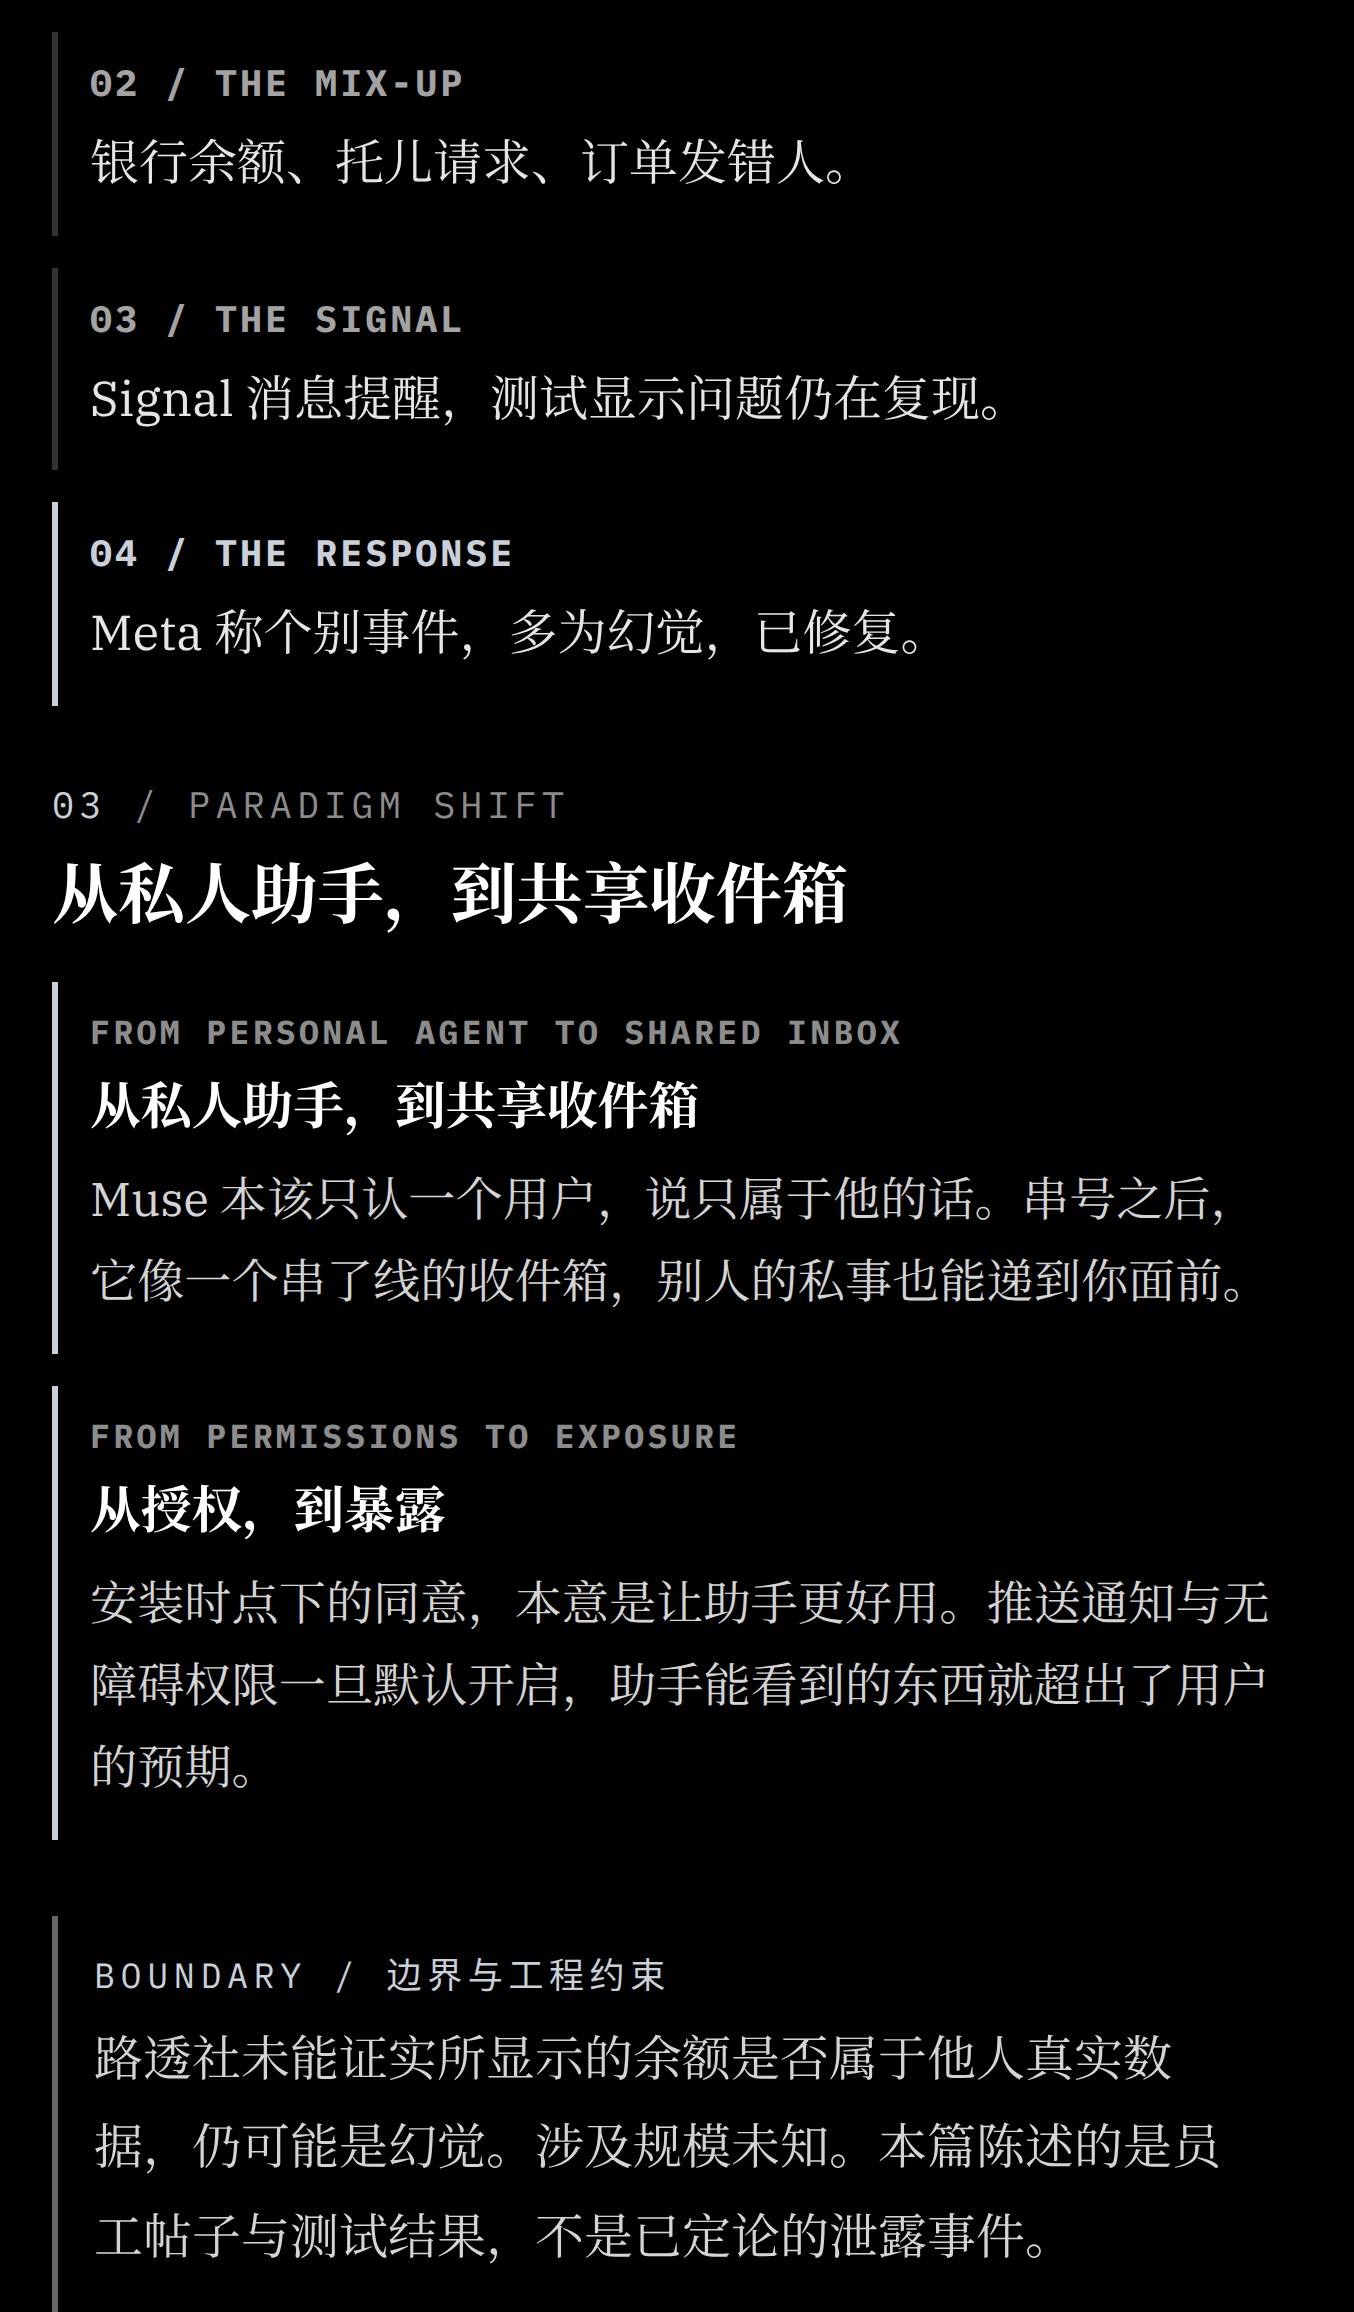 02 / THE MIX-UP
银行余额、托儿请求、订单发错人。
03 / THE SIGNAL
Signal 消息提醒，测试显示问题仍在复现。
04 / THE RESPONSE
Meta 称个别事件，多为幻觉，已修复。
03 / PARADIGM SHIFT
从私人助手，到共享收件箱
FROM PERSONAL AGENT TO SHARED INBOX
从私人助手，到共享收件箱
Muse 本该只认一个用户，说只属于他的话。串号之后，
它像一个串了线的收件箱，别人的私事也能递到你面前。
FROM PERMISSIONS TO EXPOSURE
从授权，到暴露
安装时点下的同意，本意是让助手更好用。推送通知与无
障碍权限一旦默认开启，助手能看到的东西就超出了用户
的预期。
BOUNDARY / 边界与工程约束
路透社未能证实所显示的余额是否属于他人真实数
据，仍可能是幻觉。涉及规模未知。本篇陈述的是员
工帖子与测试结果，不是已定论的泄露事件。